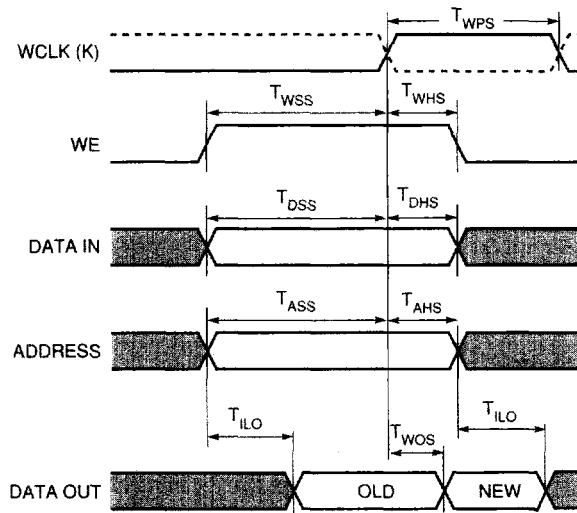 T_WPS
WCLK (K)
T_WSS T_WHS
WE
T_DSS T_DHS
DATA IN
T_ASS T_AHS
ADDRESS
T_ILO T_WOS T_ILO
DATA OUT OLD NEW